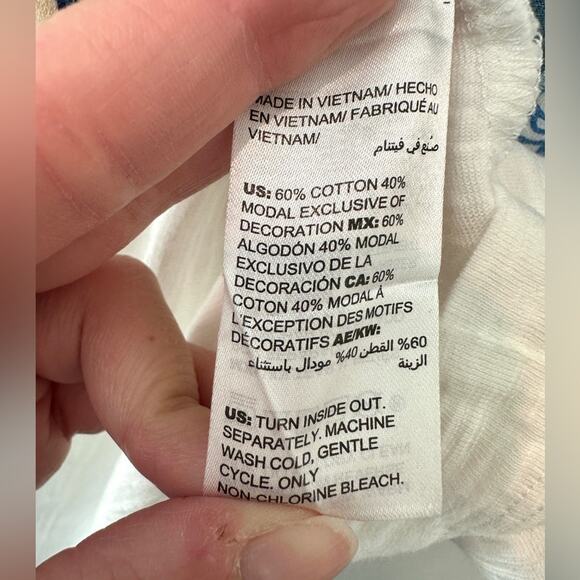 MADE IN VIETNAM/ HECHO
EN VIETNAM/ FABRIQUÉ AU
VIETNAM/
صُنع في فيتنام
US: 60% COTTON 40%
MODAL EXCLUSIVE OF
DECORATION MX: 60%
ALGODÓN 40% MODAL
EXCLUSIVO DE LA
DECORACIÓN CA: 60%
COTON 40% MODAL À
L'EXCEPTION DES MOTIFS
DÉCORATIFS AE/KW:
60% القطن 40% مودال باستثناء
الزينة
US: TURN INSIDE OUT.
SEPARATELY. MACHINE
WASH COLD, GENTLE
CYCLE. ONLY
NON-CHLORINE BLEACH.